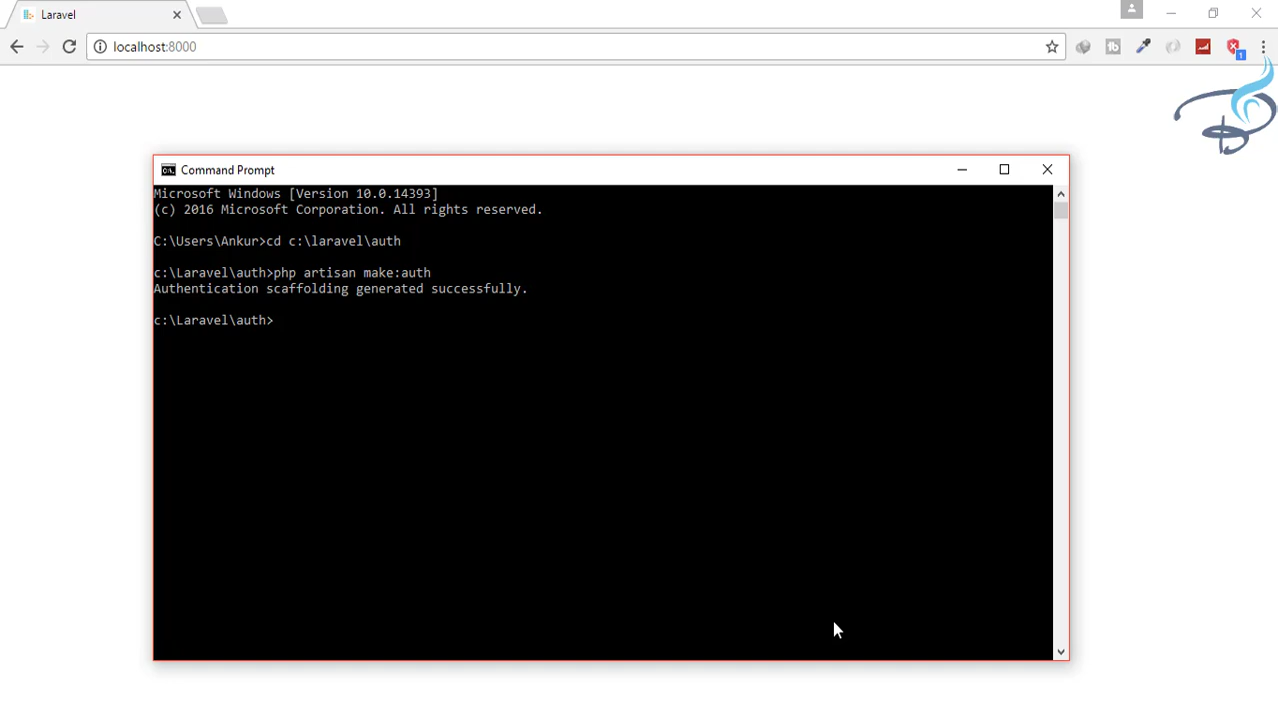 Laravel
localhost:8000
Command Prompt
Microsoft Windows [Version 10.0.14393]
(c) 2016 Microsoft Corporation. All rights reserved.
C:\Users\Ankur>cd c:\laravel\auth
c:\Laravel\auth>php artisan make:auth
Authentication scaffolding generated successfully.
c:\Laravel\auth>